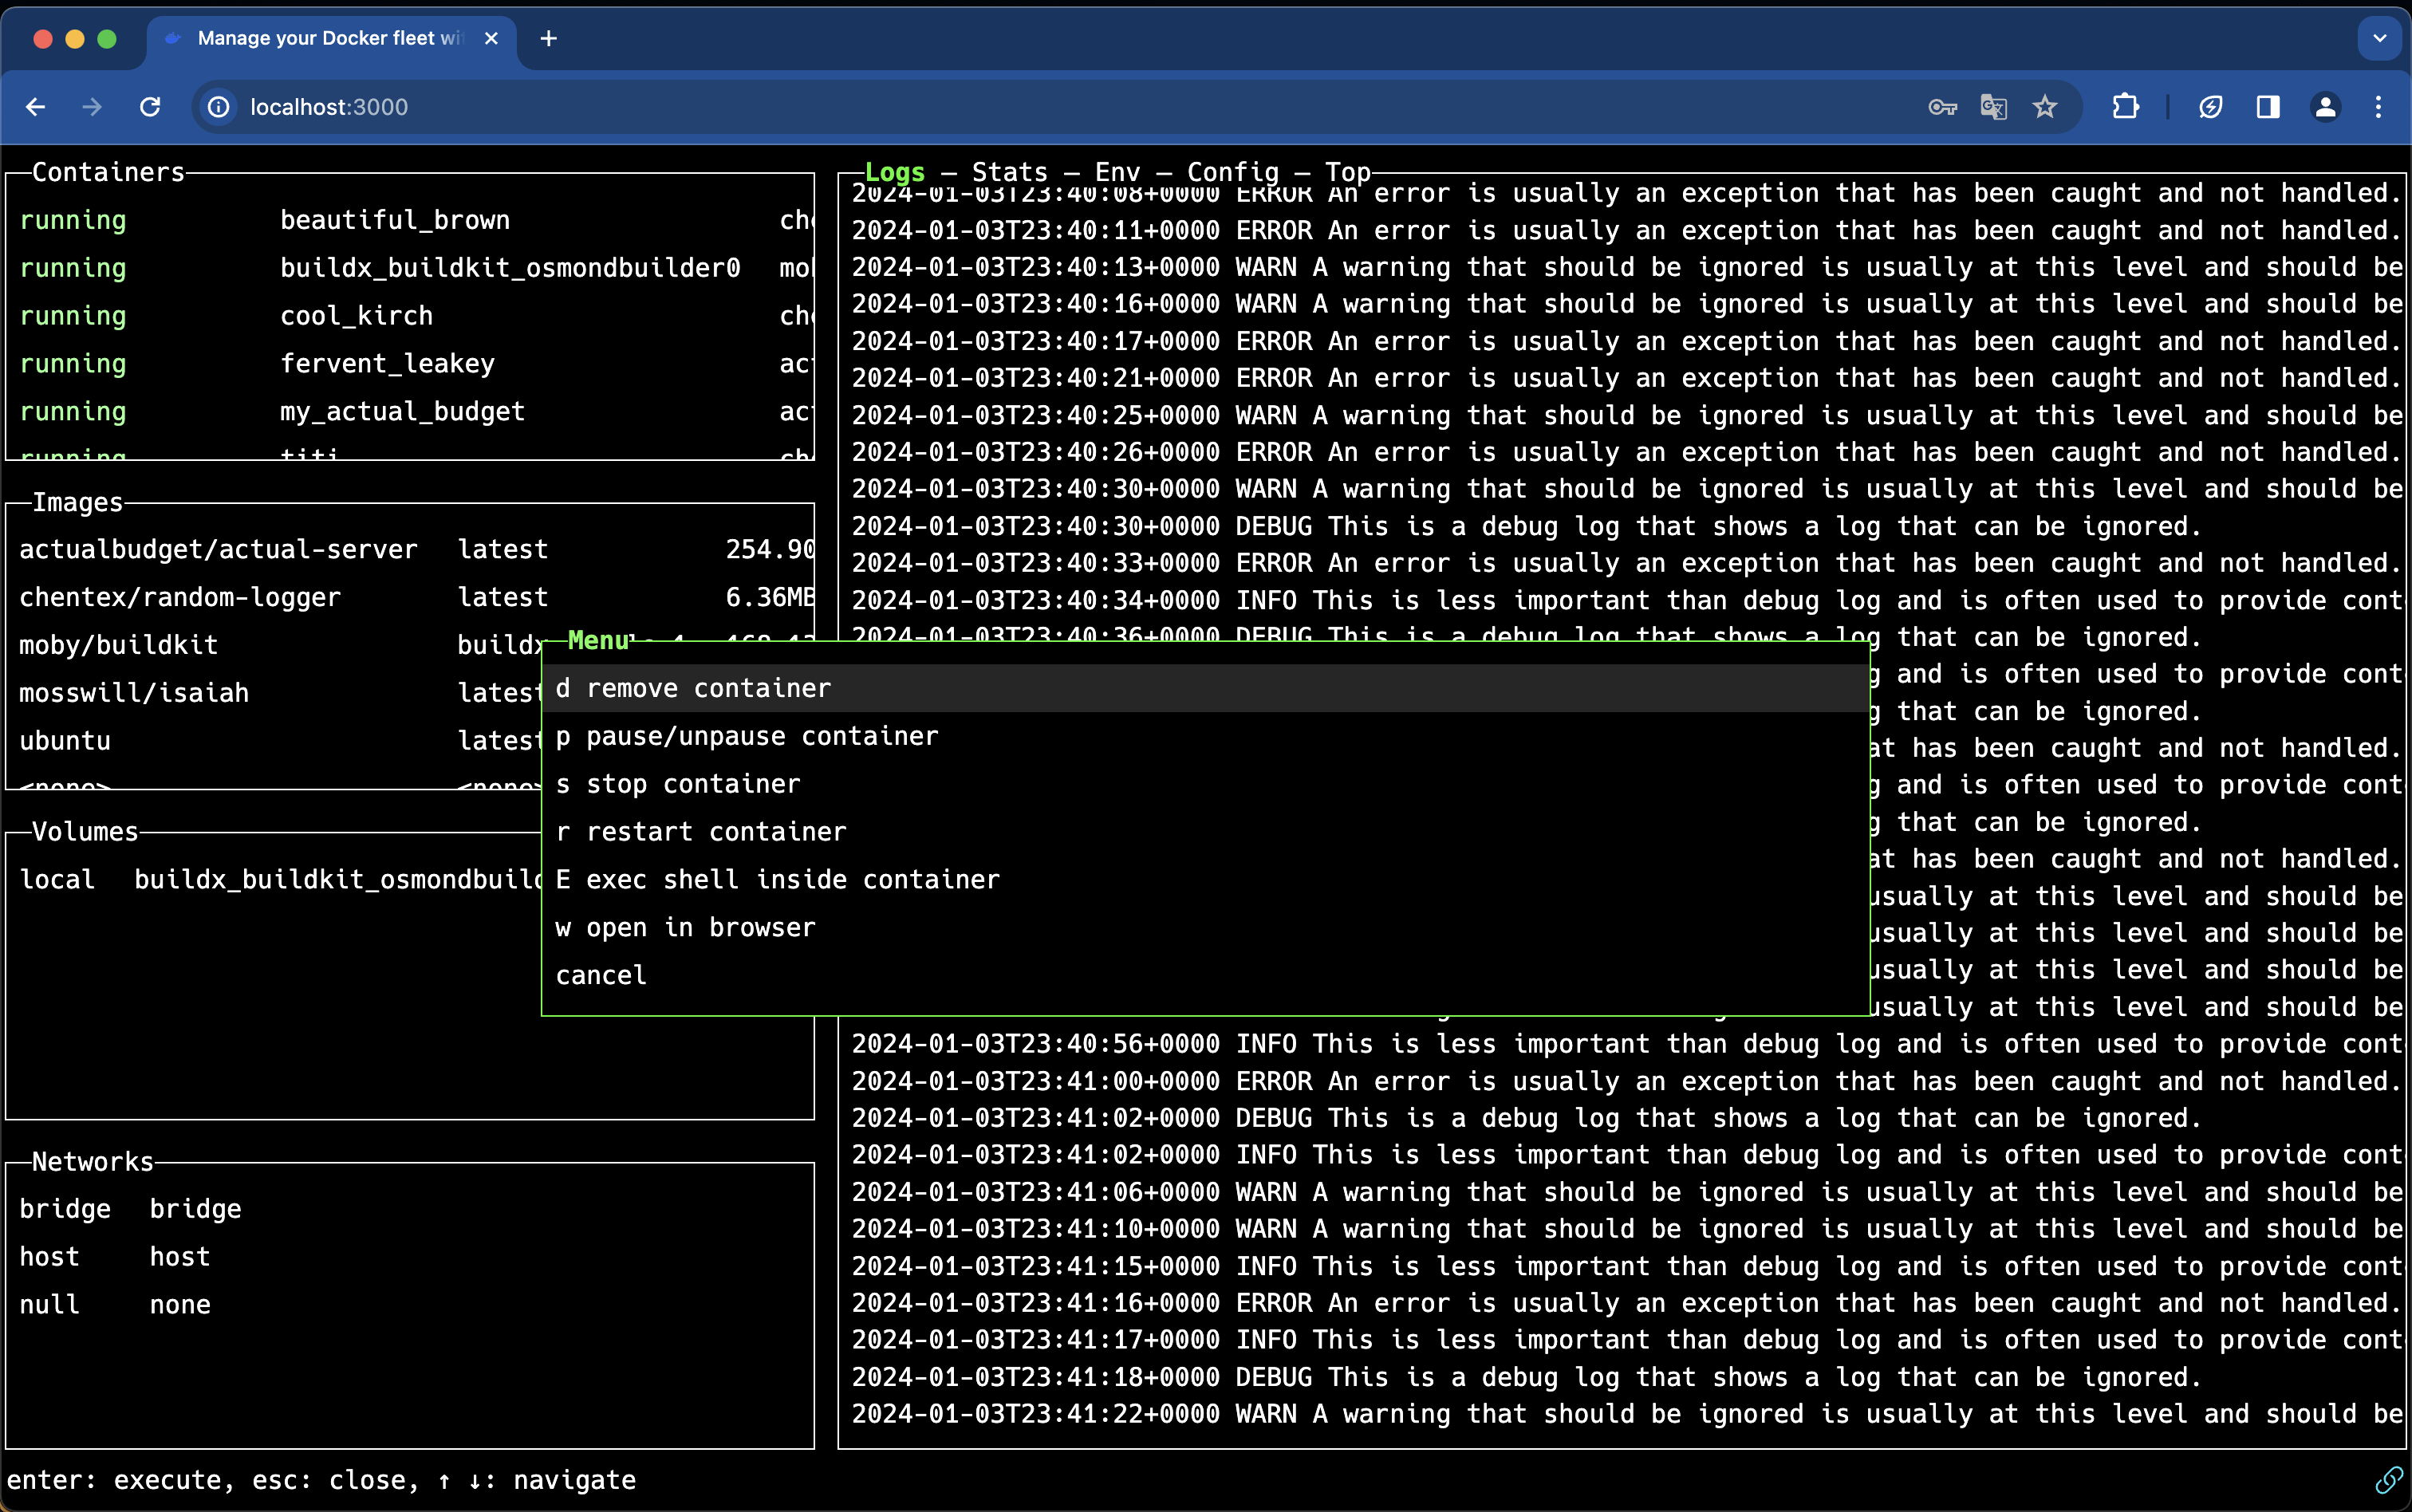 Manage your Docker fleet wi
localhost:3000
Containers
running beautiful_brown
running buildx_buildkit_osmondbuilder0
running cool_kirch
running fervent_leakey
running my_actual_budget
running titi
Images
actualbudget/actual-server latest 254.90
chentex/random-logger latest 6.36MB
moby/buildkit
mosswill/isaiah latest
ubuntu latest
<none> <none>
Volumes
local
Networks
bridge bridge
host host
null none
Logs — Stats — Env — Config — Top
2024-01-03T23:40:08+0000 ERROR An error is usually an exception that has been caught and not handled.
2024-01-03T23:40:11+0000 ERROR An error is usually an exception that has been caught and not handled.
2024-01-03T23:40:13+0000 WARN A warning that should be ignored is usually at this level and should be
2024-01-03T23:40:16+0000 WARN A warning that should be ignored is usually at this level and should be
2024-01-03T23:40:17+0000 ERROR An error is usually an exception that has been caught and not handled.
2024-01-03T23:40:21+0000 ERROR An error is usually an exception that has been caught and not handled.
2024-01-03T23:40:25+0000 WARN A warning that should be ignored is usually at this level and should be
2024-01-03T23:40:26+0000 ERROR An error is usually an exception that has been caught and not handled.
2024-01-03T23:40:30+0000 WARN A warning that should be ignored is usually at this level and should be
2024-01-03T23:40:30+0000 DEBUG This is a debug log that shows a log that can be ignored.
2024-01-03T23:40:33+0000 ERROR An error is usually an exception that has been caught and not handled.
2024-01-03T23:40:34+0000 INFO This is less important than debug log and is often used to provide cont
2024-01-03T23:40:36+0000 DEBUG This is a debug log that shows a log that can be ignored.
and is often used to provide cont
that can be ignored.
has been caught and not handled.
and is often used to provide cont
that can be ignored.
has been caught and not handled.
usually at this level and should be
usually at this level and should be
usually at this level and should be
usually at this level and should be
2024-01-03T23:40:56+0000 INFO This is less important than debug log and is often used to provide cont
2024-01-03T23:41:00+0000 ERROR An error is usually an exception that has been caught and not handled.
2024-01-03T23:41:02+0000 DEBUG This is a debug log that shows a log that can be ignored.
2024-01-03T23:41:02+0000 INFO This is less important than debug log and is often used to provide cont
2024-01-03T23:41:06+0000 WARN A warning that should be ignored is usually at this level and should be
2024-01-03T23:41:10+0000 WARN A warning that should be ignored is usually at this level and should be
2024-01-03T23:41:15+0000 INFO This is less important than debug log and is often used to provide cont
2024-01-03T23:41:16+0000 ERROR An error is usually an exception that has been caught and not handled.
2024-01-03T23:41:17+0000 INFO This is less important than debug log and is often used to provide cont
2024-01-03T23:41:18+0000 DEBUG This is a debug log that shows a log that can be ignored.
2024-01-03T23:41:22+0000 WARN A warning that should be ignored is usually at this level and should be
Menu
d remove container
p pause/unpause container
s stop container
r restart container
E exec shell inside container
w open in browser
cancel
enter: execute, esc: close, ↑ ↓: navigate